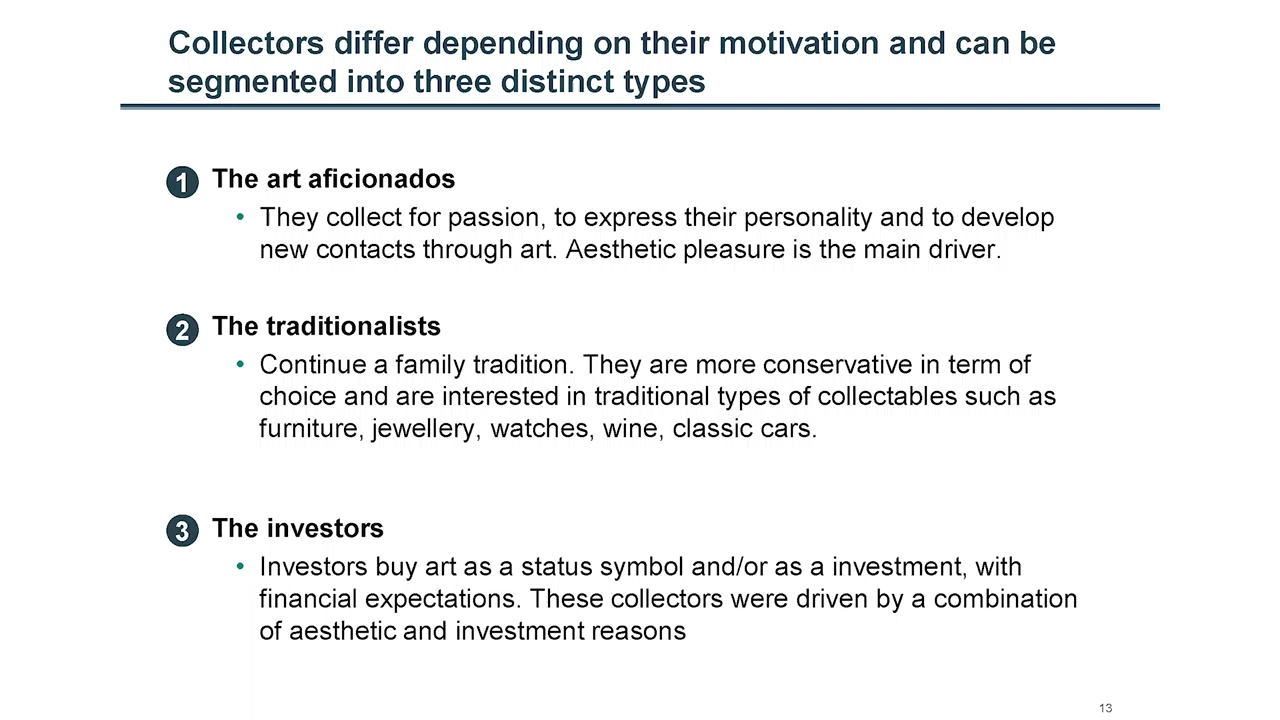 Collectors differ depending on their motivation and can be
segmented into three distinct types
1 The art aficionados
• They collect for passion, to express their personality and to develop
new contacts through art. Aesthetic pleasure is the main driver.
2 The traditionalists
• Continue a family tradition. They are more conservative in term of
choice and are interested in traditional types of collectables such as
furniture, jewellery, watches, wine, classic cars.
3 The investors
• Investors buy art as a status symbol and/or as a investment, with
financial expectations. These collectors were driven by a combination
of aesthetic and investment reasons
13